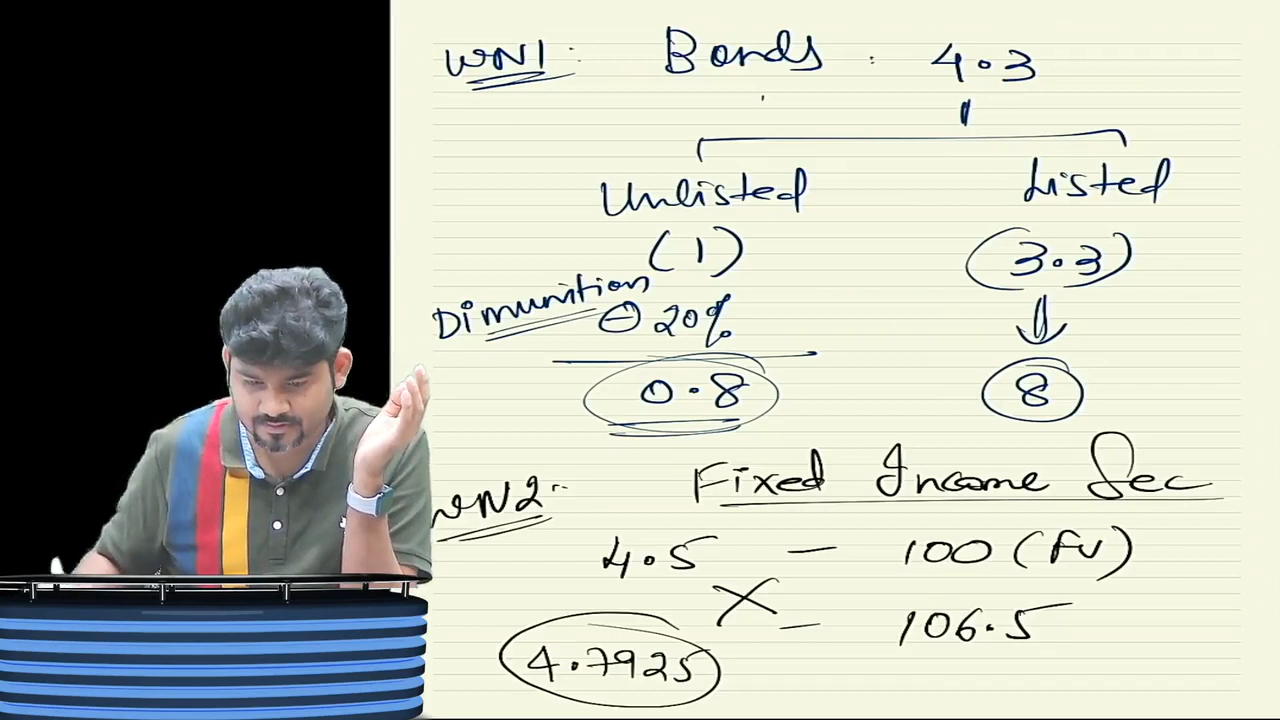 WN1: Bonds : 4.3
Unlisted Listed
(1) (3.3)
Dimunition ⊖ 20%
0.8 8
WN2:- Fixed Income Sec
4.5 — 100 (FV)
4.7925 — 106.5